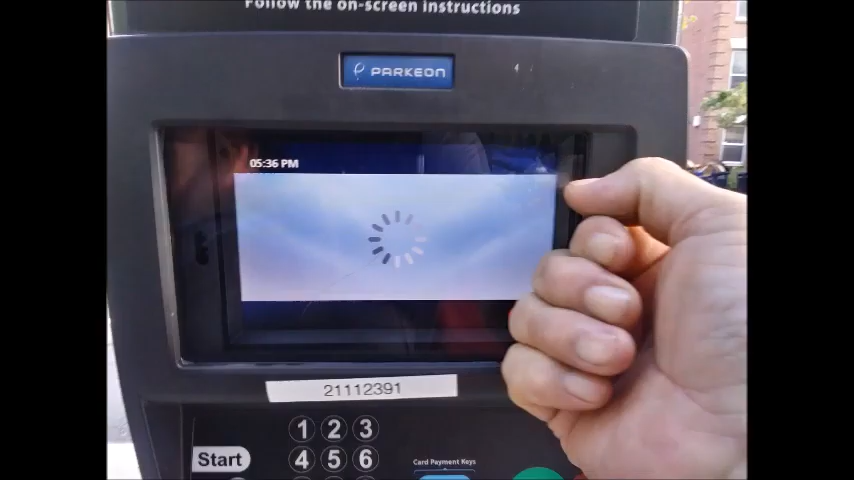 Follow the on-screen instructions
PARKEON
05:36 PM
21112391
1 2 3
Start
4 5 6
Card Payment Keys